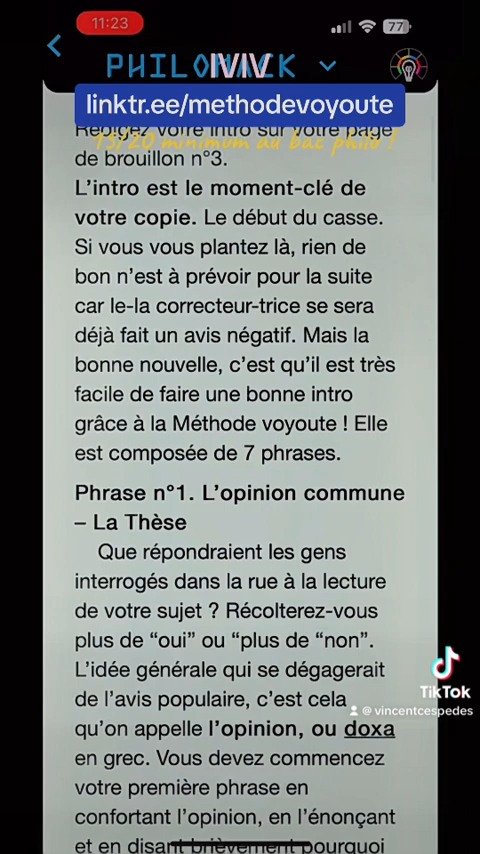 11:23
77
PHILOHACK
linktr.ee/methodevoyoute
Rédigez votre intro sur votre page
15/20 minimum au bac philo !
de brouillon n°3.
L’intro est le moment-clé de
votre copie. Le début du casse.
Si vous vous plantez là, rien de
bon n’est à prévoir pour la suite
car le-la correcteur-trice se sera
déjà fait un avis négatif. Mais la
bonne nouvelle, c’est qu’il est très
facile de faire une bonne intro
grâce à la Méthode voyoute ! Elle
est composée de 7 phrases.
Phrase n°1. L’opinion commune
– La Thèse
Que répondraient les gens
interrogés dans la rue à la lecture
de votre sujet ? Récolterez-vous
plus de “oui” ou “plus de “non”.
L’idée générale qui se dégagerait
de l’avis populaire, c’est cela
qu’on appelle l’opinion, ou doxa
en grec. Vous devez commencez
votre première phrase en
confortant l’opinion, en l’énonçant
et en disant brièvement pourquoi
TikTok
@vincentcespedes